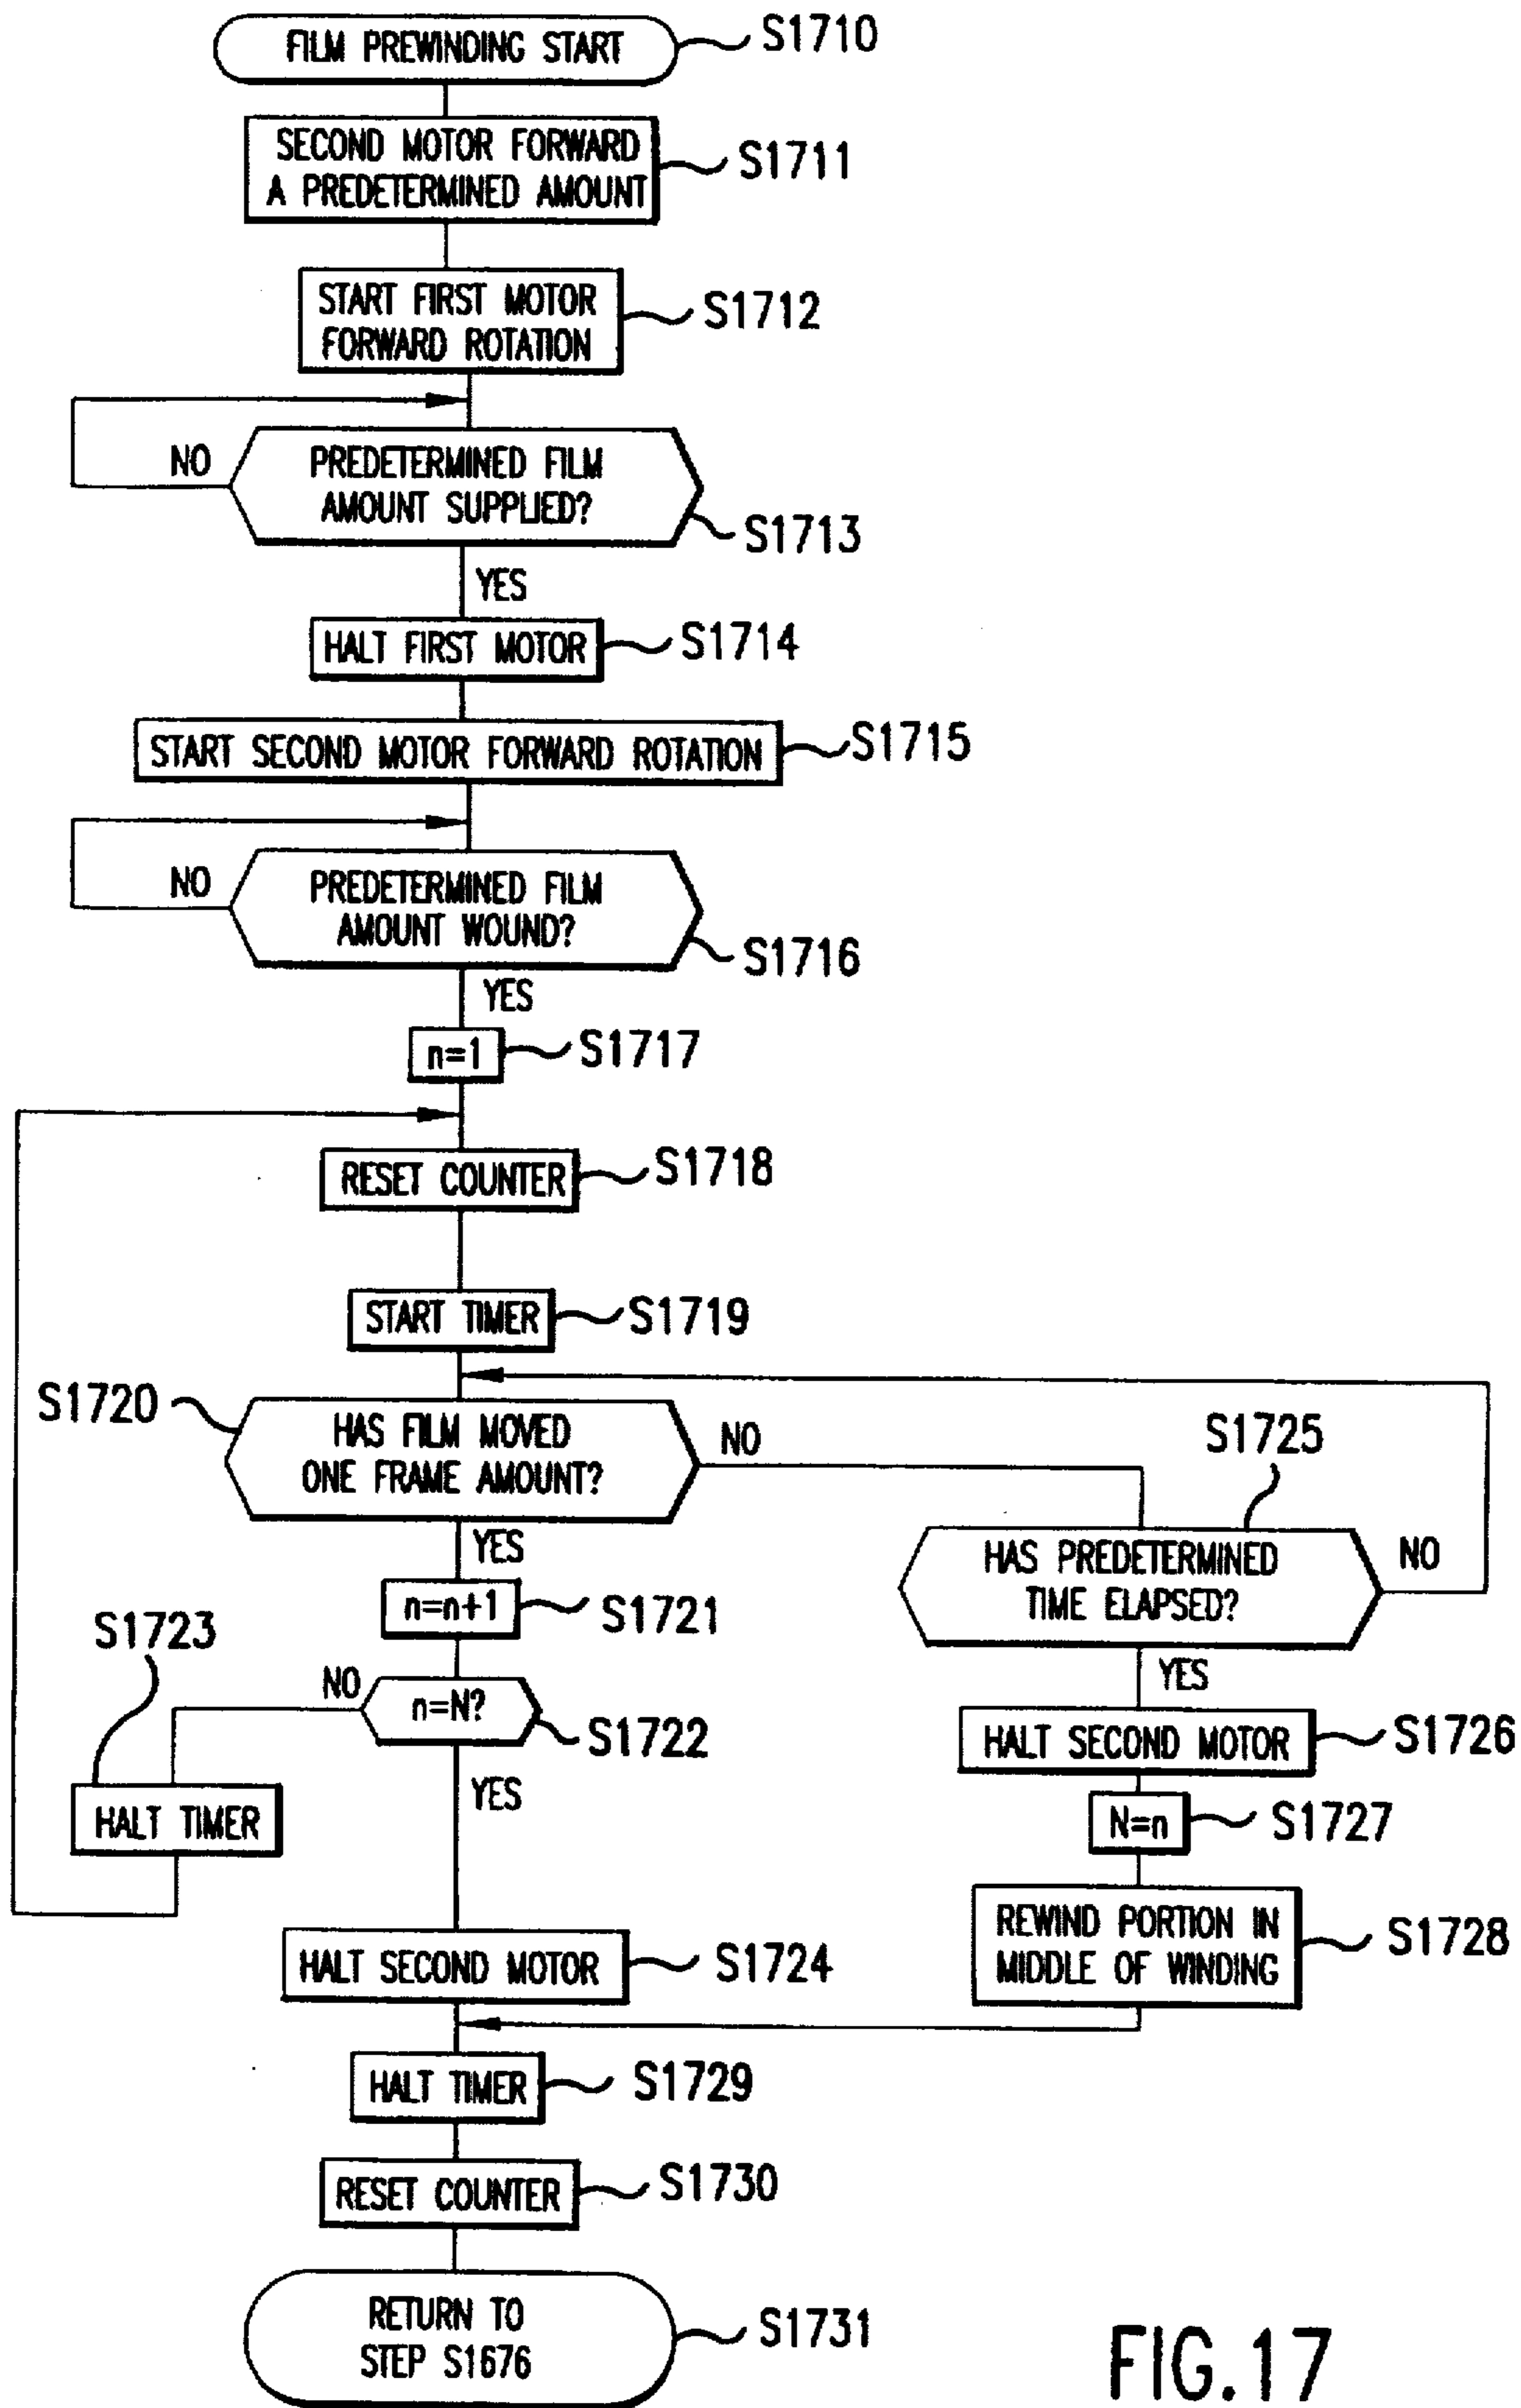 FILM PREWINDING START
S1710
SECOND MOTOR FORWARD
A PREDETERMINED AMOUNT
S1711
START FIRST MOTOR
FORWARD ROTATION
S1712
NO
PREDETERMINED FILM
AMOUNT SUPPLIED?
S1713
YES
HALT FIRST MOTOR
S1714
START SECOND MOTOR FORWARD ROTATION
S1715
NO
PREDETERMINED FILM
AMOUNT WOUND?
S1716
YES
n=1
S1717
RESET COUNTER
S1718
START TIMER
S1719
S1720
HAS FILM MOVED
ONE FRAME AMOUNT?
NO
YES
n=n+1
S1721
n=N?
S1722
NO
S1723
HALT TIMER
YES
HALT SECOND MOTOR
S1724
S1725
HAS PREDETERMINED
TIME ELAPSED?
NO
YES
HALT SECOND MOTOR
S1726
N=n
S1727
REWIND PORTION IN
MIDDLE OF WINDING
S1728
HALT TIMER
S1729
RESET COUNTER
S1730
RETURN TO
STEP S1676
S1731
FIG.17